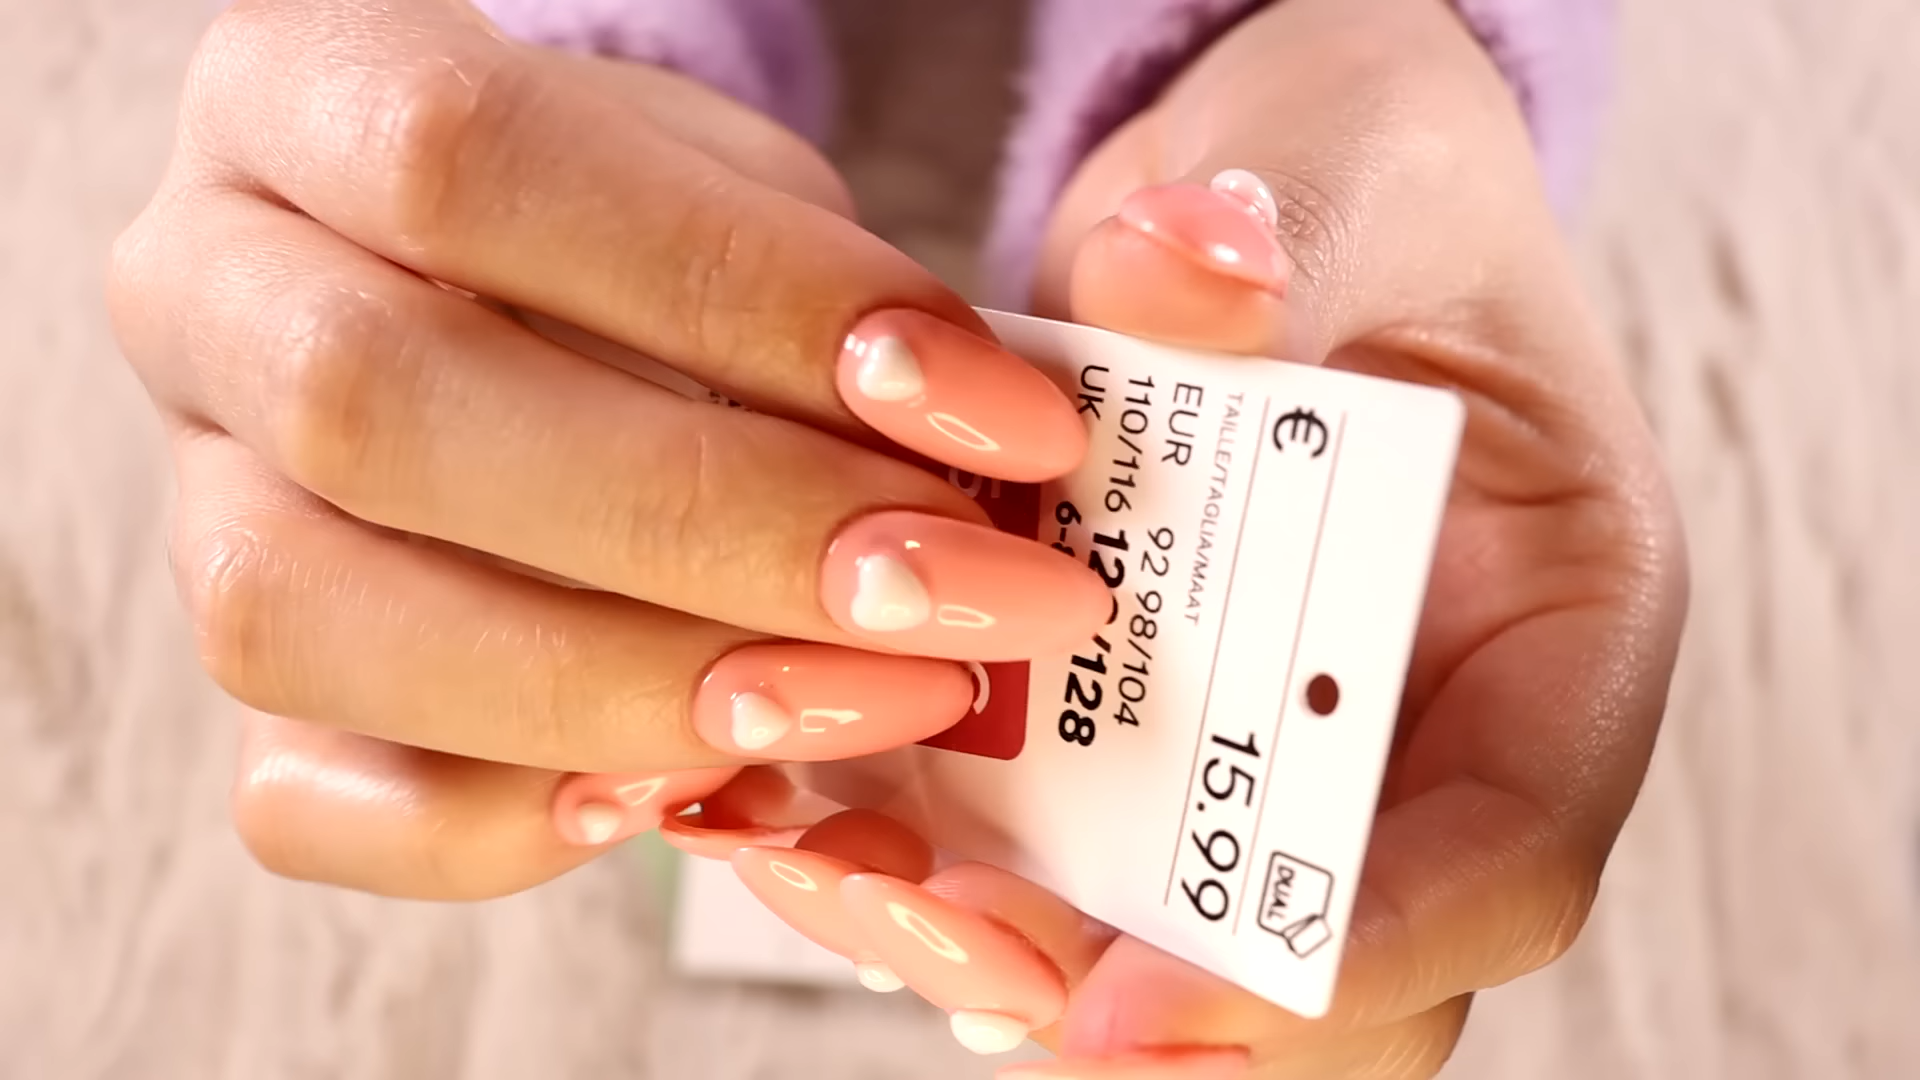 DUAL
€ 15.99
TAILLE/TAGLIA/MAAT
EUR 92 98/104
110/116
UK